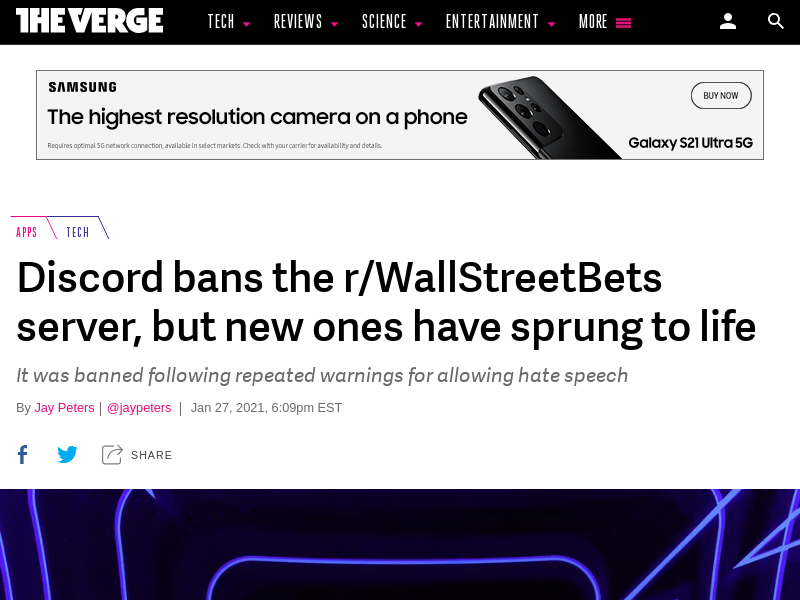 THE VERGE
TECH REVIEWS SCIENCE ENTERTAINMENT MORE
SAMSUNG
The highest resolution camera on a phone
Requires optimal 5G network connection, available in select markets. Check with your carrier for availability and details.
BUY NOW
Galaxy S21 Ultra 5G
APPS TECH
Discord bans the r/WallStreetBets
server, but new ones have sprung to life
It was banned following repeated warnings for allowing hate speech
By Jay Peters | @jaypeters | Jan 27, 2021, 6:09pm EST
SHARE